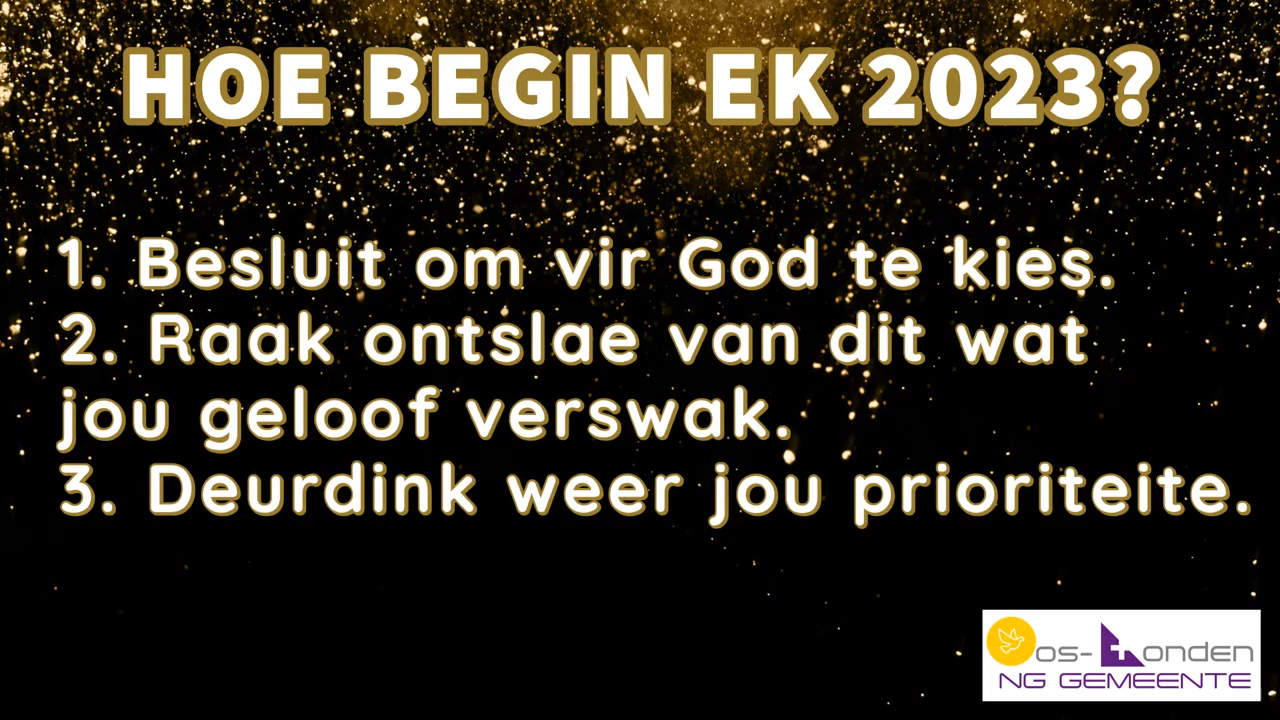 HOE BEGIN EK 2023?
1. Besluit om vir God te kies.
2. Raak ontslae van dit wat
jou geloof verswak.
3. Deurdink weer jou prioriteite.
Oos-Londen
NG GEMEENTE